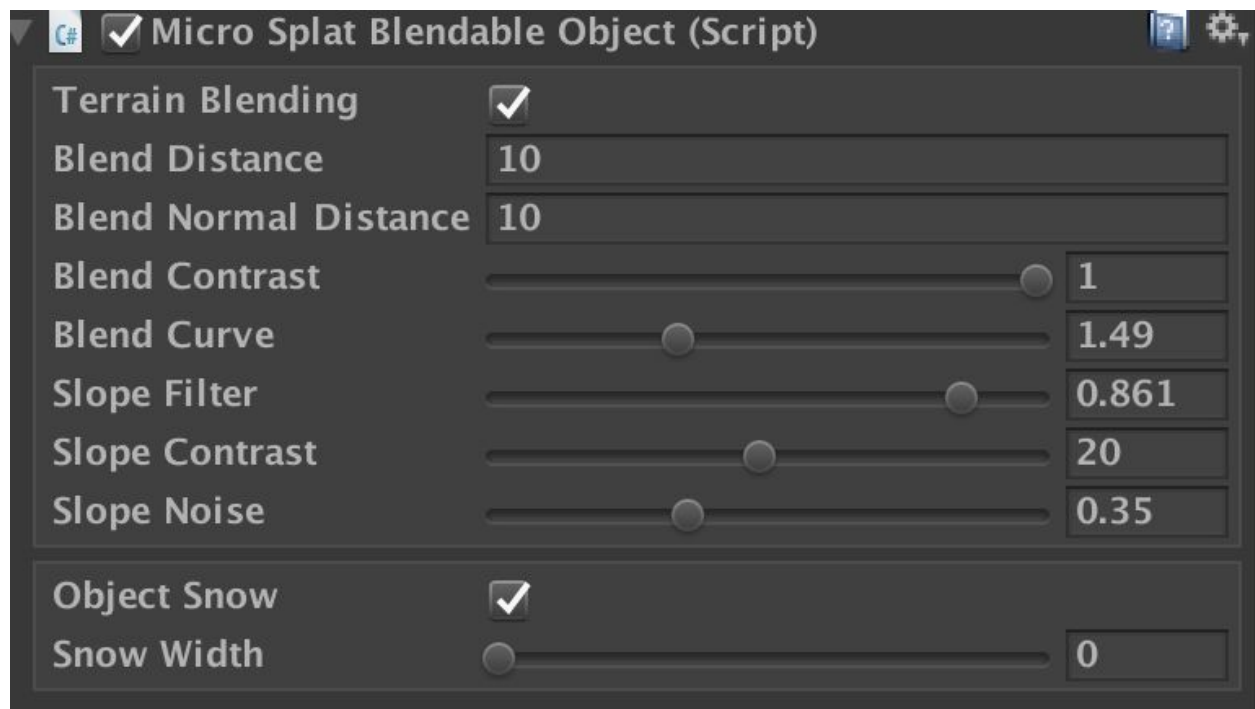 C# Micro Splat Blendable Object (Script) ?
Terrain Blending
Blend Distance 10
Blend Normal Distance 10
Blend Contrast 1
Blend Curve 1.49
Slope Filter 0.861
Slope Contrast 20
Slope Noise 0.35
Object Snow
Snow Width 0